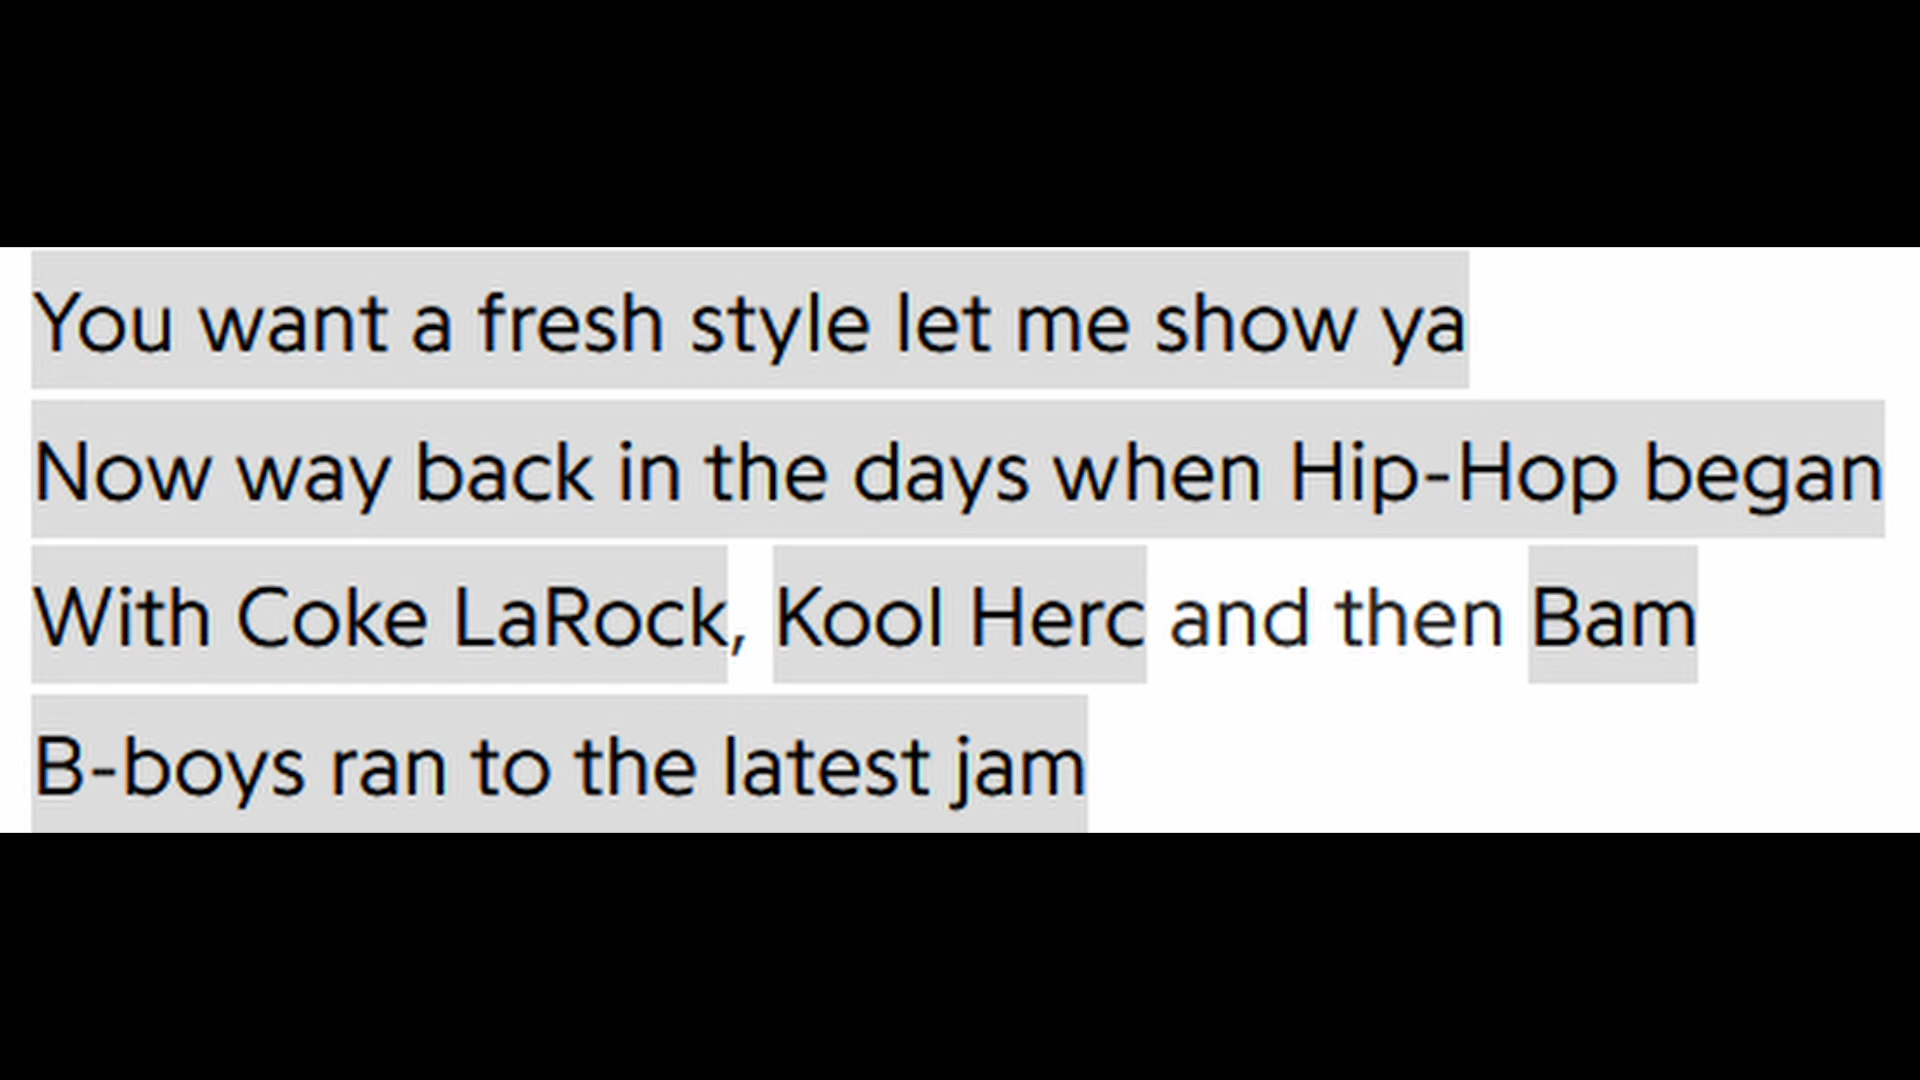 You want a fresh style let me show ya
Now way back in the days when Hip-Hop began
With Coke LaRock, Kool Herc and then Bam
B-boys ran to the latest jam